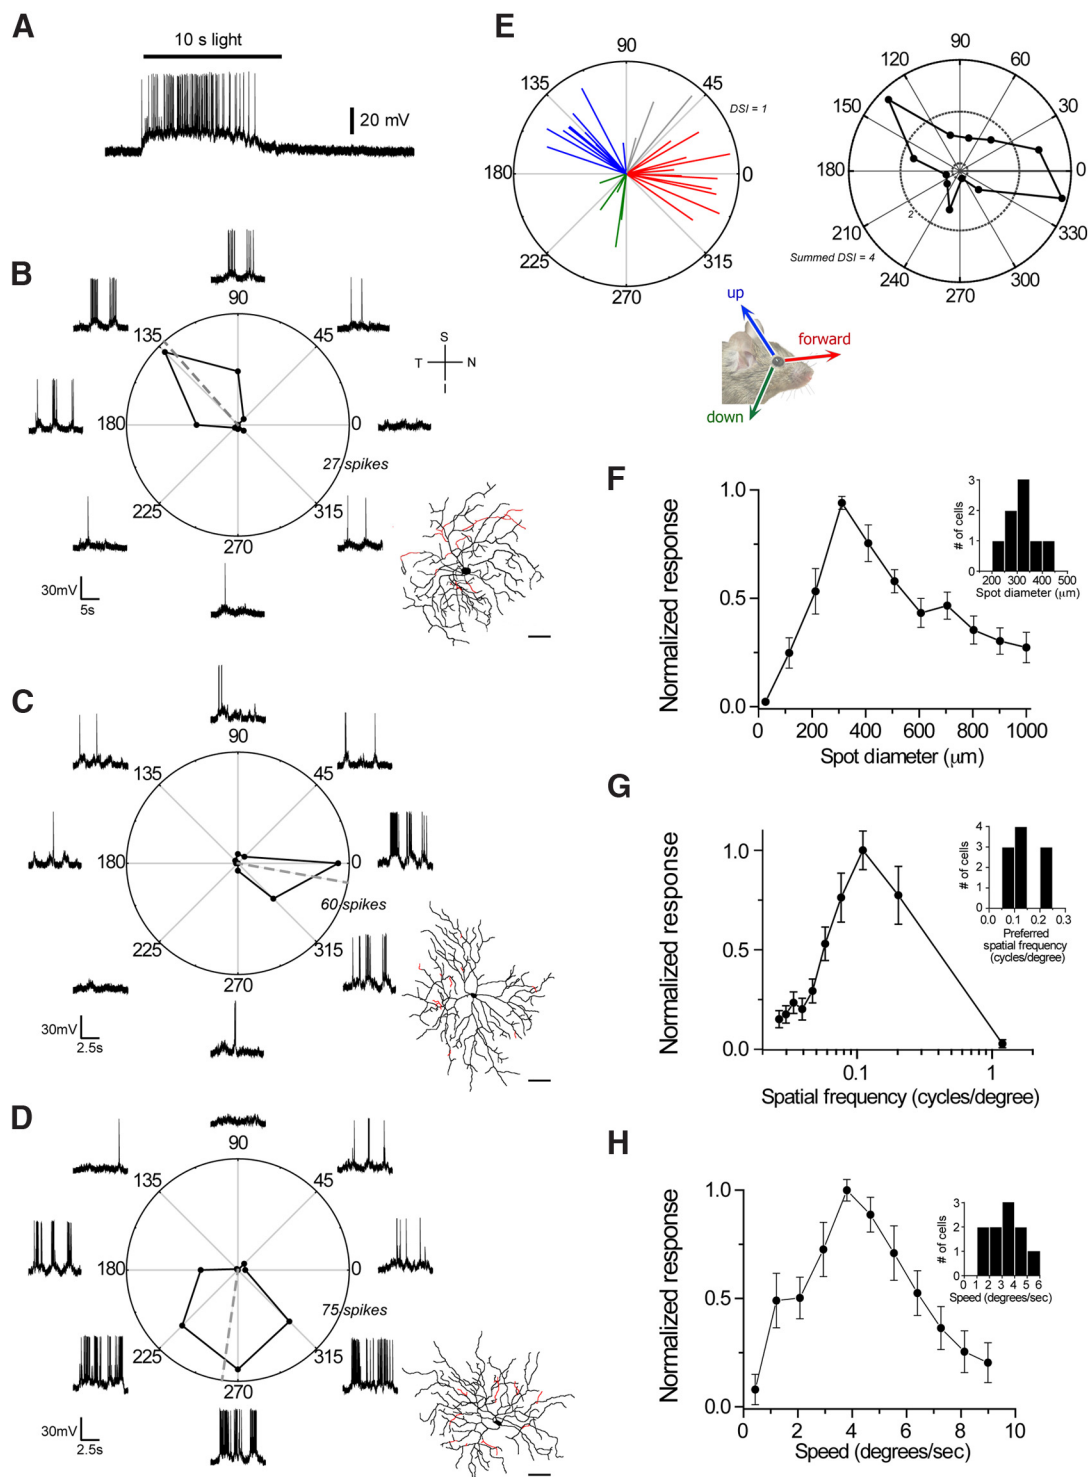 A
10 s light
20 mV
B
90
135
45
180
0
27 spikes
225
315
270
S
T
N
I
30mV
5s
C
90
135
45
180
0
60 spikes
225
315
270
30mV
2.5s
D
90
135
45
180
0
75 spikes
225
315
270
30mV
2.5s
E
90
135
45
DSI = 1
180
0
225
315
270
90
120
60
150
30
180
0
2
210
330
Summed DSI = 4
240
300
270
up
forward
down
F
Normalized response
1.0
0.5
0.0
0
200
400
600
800
1000
Spot diameter (μm)
# of cells
3
2
1
0
200
300
400
500
Spot diameter (μm)
G
Normalized response
1.0
0.5
0.0
0.1
1
Spatial frequency (cycles/degree)
# of cells
4
3
2
1
0
0.0
0.1
0.2
0.3
Preferred
spatial frequency
(cycles/degree)
H
Normalized response
1.0
0.5
0.0
0
2
4
6
8
10
Speed (degrees/sec)
# of cells
3
2
1
0
0
1
2
3
4
5
6
Speed (degrees/sec)